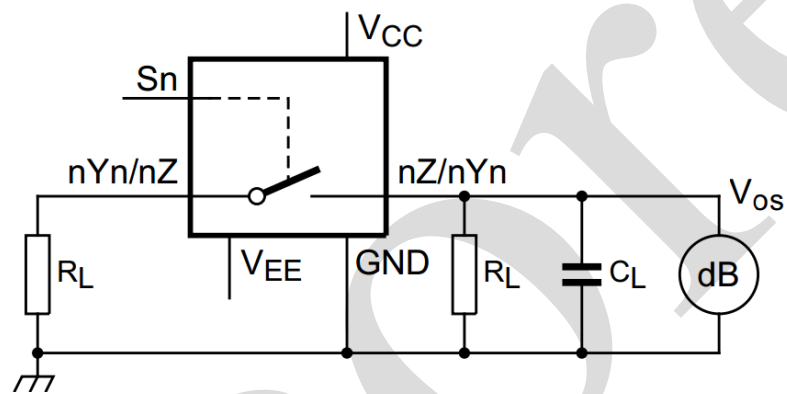 VCC
Sn
nYn/nZ
nZ/nYn
Vos
VEE
GND
RL
RL
CL
dB